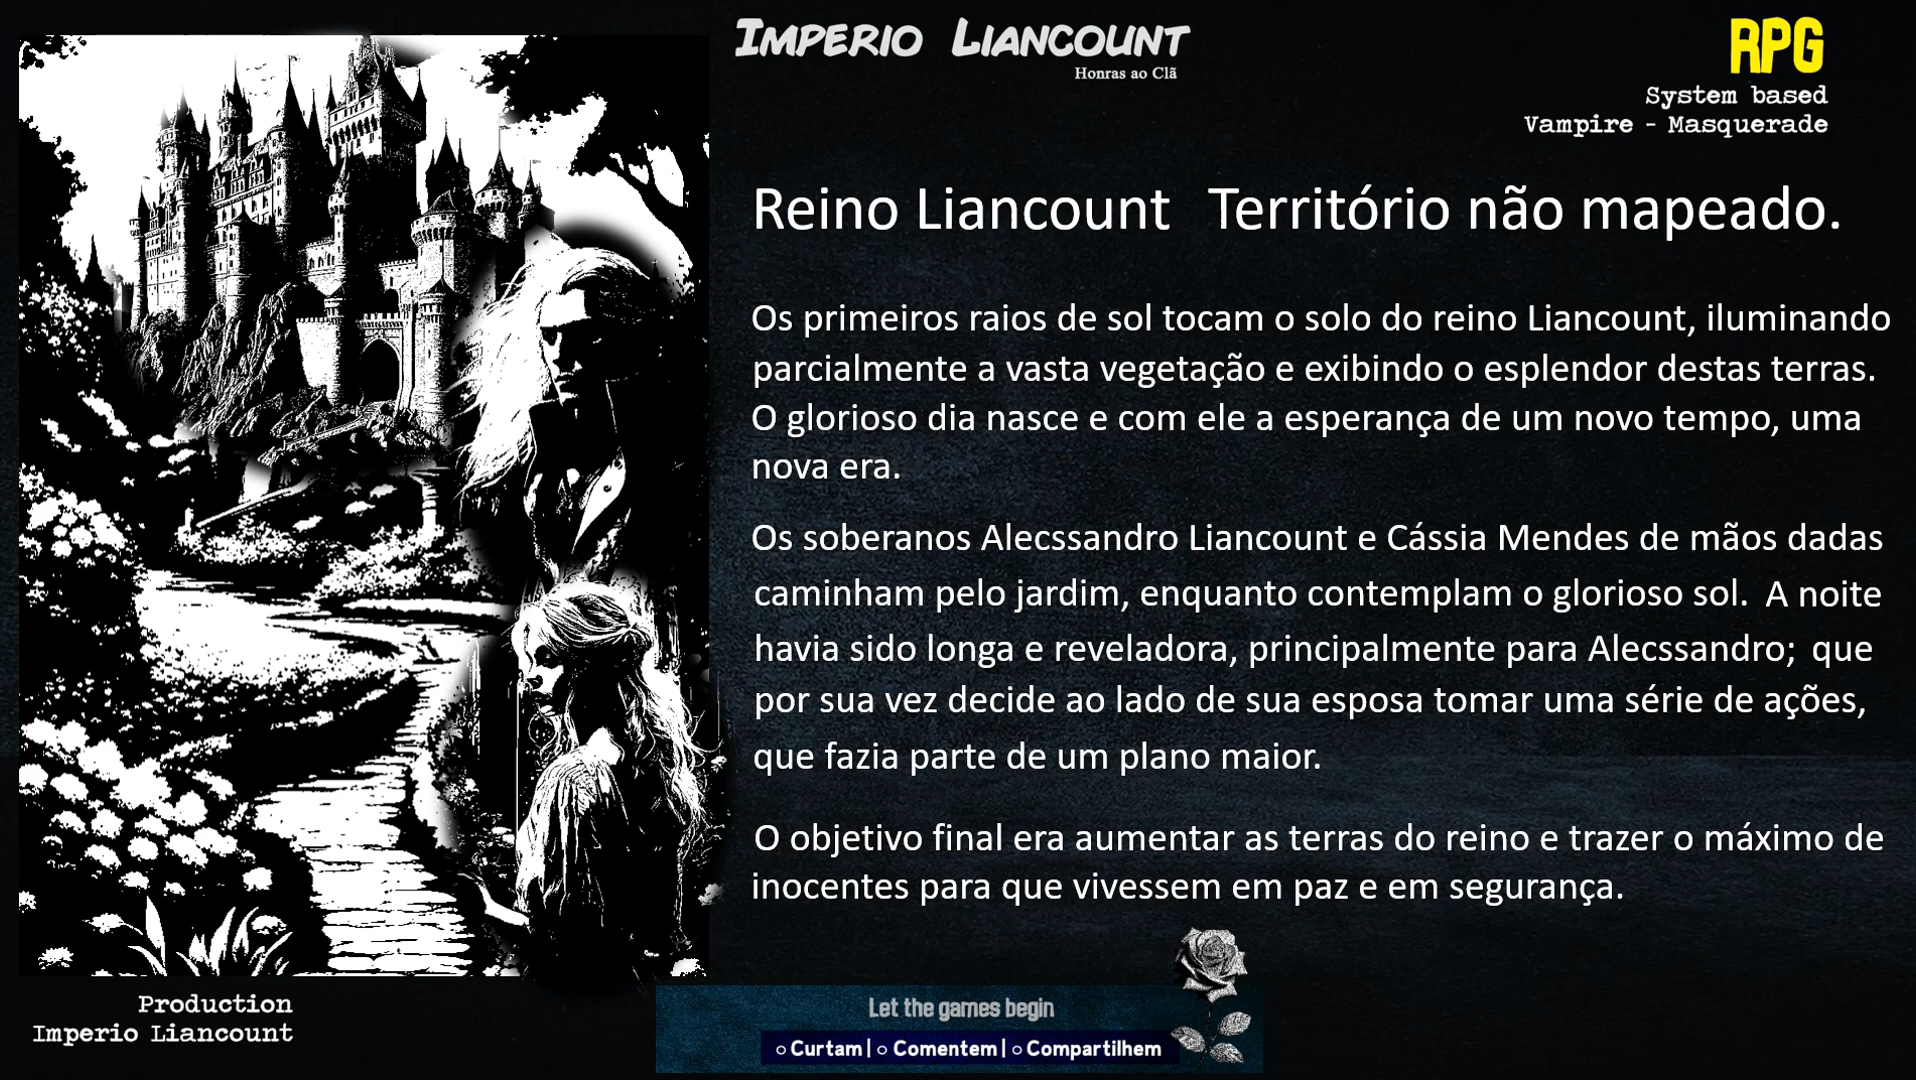 IMPERIO LIANCOUNT
Honras ao Clã
RPG
System based
Vampire - Masquerade
Reino Liancount Território não mapeado.
Os primeiros raios de sol tocam o solo do reino Liancount, iluminando
parcialmente a vasta vegetação e exibindo o esplendor destas terras.
O glorioso dia nasce e com ele a esperança de um novo tempo, uma
nova era.
Os soberanos Alecssandro Liancount e Cássia Mendes de mãos dadas
caminham pelo jardim, enquanto contemplam o glorioso sol. A noite
havia sido longa e reveladora, principalmente para Alecssandro; que
por sua vez decide ao lado de sua esposa tomar uma série de ações,
que fazia parte de um plano maior.
O objetivo final era aumentar as terras do reino e trazer o máximo de
inocentes para que vivessem em paz e em segurança.
Production
Imperio Liancount
Let the games begin
○ Curtam | ○ Comentem | ○ Compartilhem